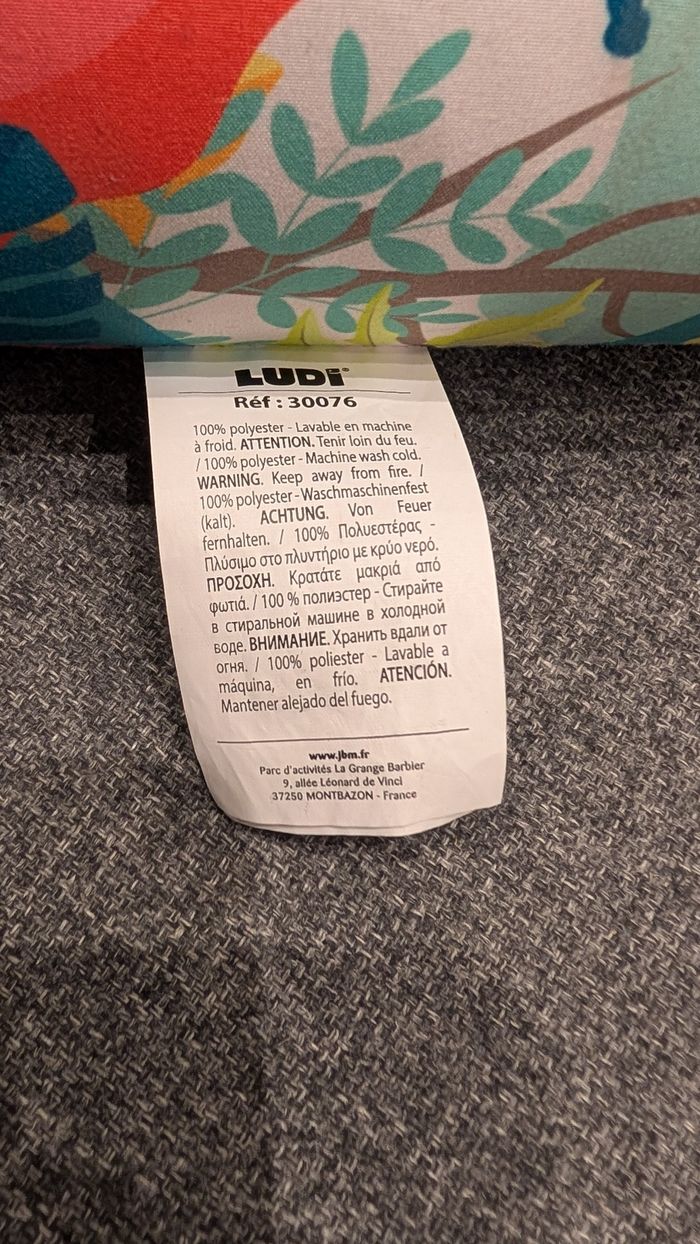 LUDi®
Réf : 30076
100% polyester - Lavable en machine
à froid. ATTENTION. Tenir loin du feu.
/ 100% polyester - Machine wash cold.
WARNING. Keep away from fire. /
100% polyester - Waschmaschinenfest
(kalt). ACHTUNG. Von Feuer
fernhalten. / 100% Πολυεστέρας -
Πλύσιμο στο πλυντήριο με κρύο νερό.
ΠΡΟΣΟΧΗ. Κρατάτε μακριά από
φωτιά. / 100 % полиэстер - Стирайте
в стиральной машине в холодной
воде. ВНИМАНИЕ. Хранить вдали от
огня. / 100% poliester - Lavable a
máquina, en frío. ATENCIÓN.
Mantener alejado del fuego.
www.jbm.fr
Parc d'activités La Grange Barbier
9, allée Léonard de Vinci
37250 MONTBAZON - France